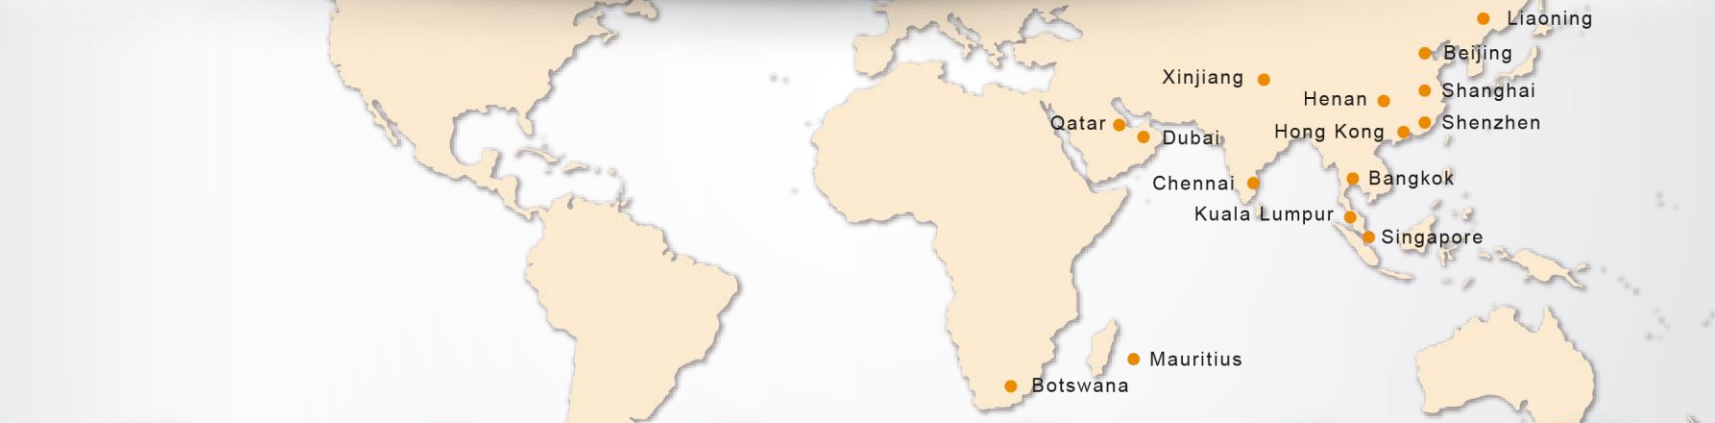 Liaoning
Beijing
Xinjiang
Shanghai
Henan
Qatar
Shenzhen
Hong Kong
Dubai
Bangkok
Chennai
Kuala Lumpur
Singapore
Mauritius
Botswana